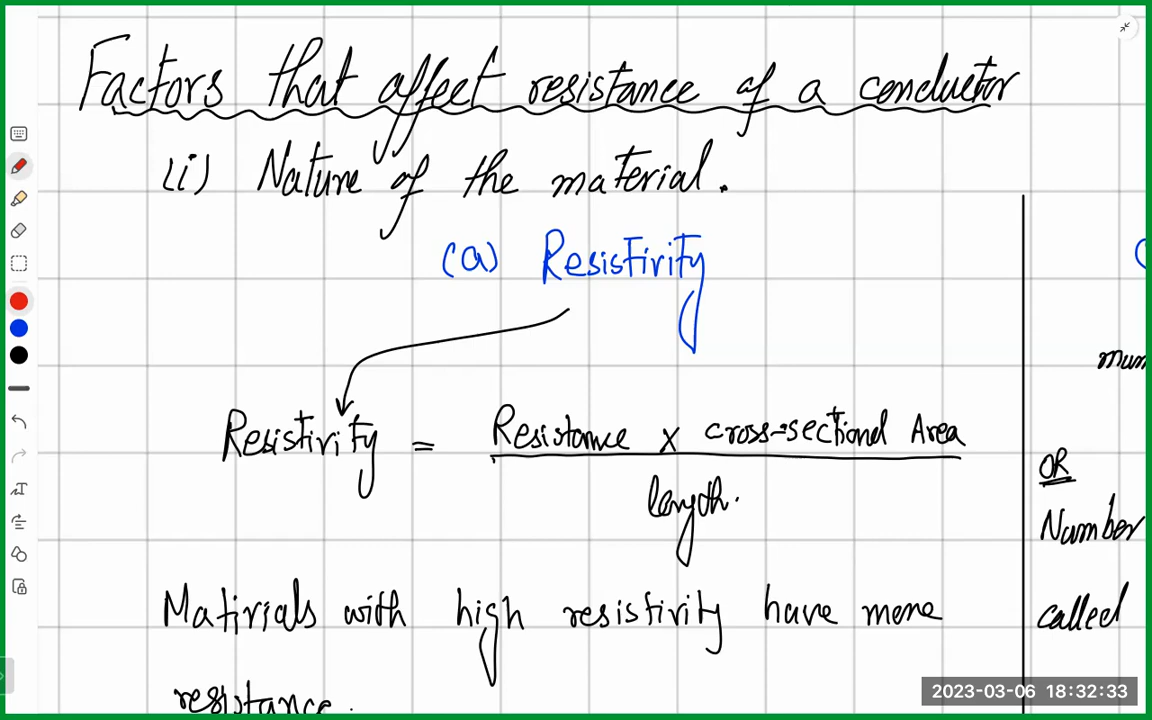 Factors that affect resistance of a conductor
(i) Nature of the material.
(a) Resistivity
Resistivity = Resistance x cross-sectional Area
length.
Matirials with high resistivity have more
resistance.
OR
Number
called
2023-03-06 18:32:33